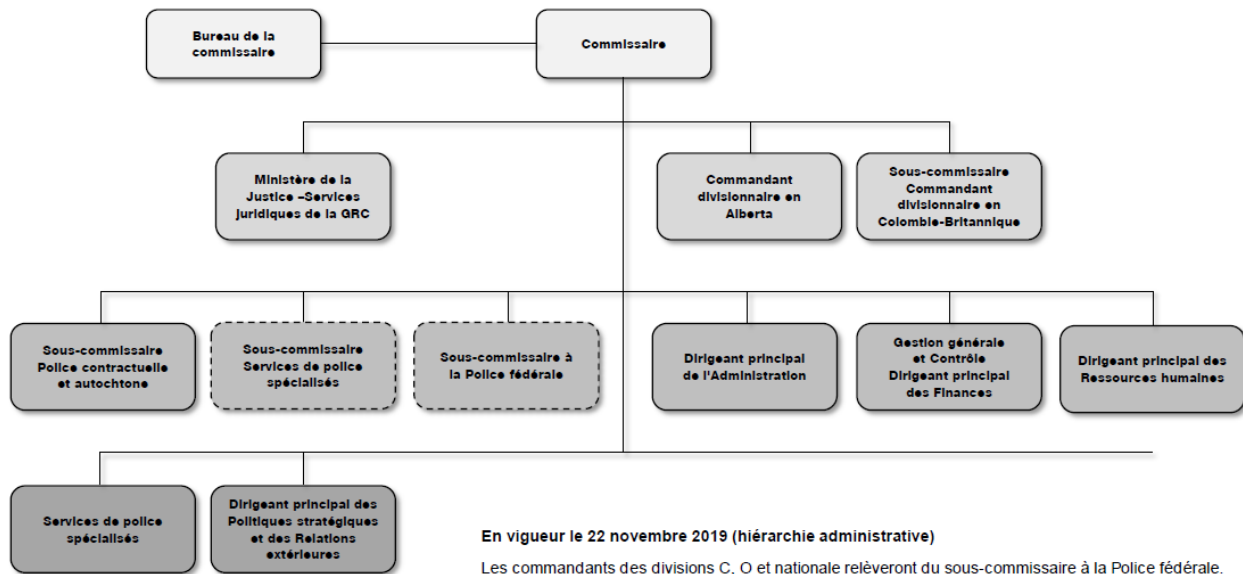 Bureau de la
commissaire
Commissaire
Ministère de la
Justice –Services
juridiques de la GRC
Commandant
divisionnaire en
Alberta
Sous-commissaire
Commandant
divisionnaire en
Colombie-Britannique
Sous-commissaire
Police contractuelle
et autochtone
Sous-commissaire
Services de police
spécialisés
Sous-commissaire à
la Police fédérale
Dirigeant principal
de l'Administration
Gestion générale
et Contrôle
Dirigeant principal
des Finances
Dirigeant principal des
Ressources humaines
Services de police
spécialisés
Dirigeant principal des
Politiques stratégiques
et des Relations
extérieures
En vigueur le 22 novembre 2019 (hiérarchie administrative)
Les commandants des divisions C, O et nationale relèveront du sous-commissaire à la Police fédérale.